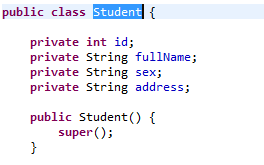 public class Student {
private int id;
private String fullName;
private String sex;
private String address;
public Student() {
super();
}